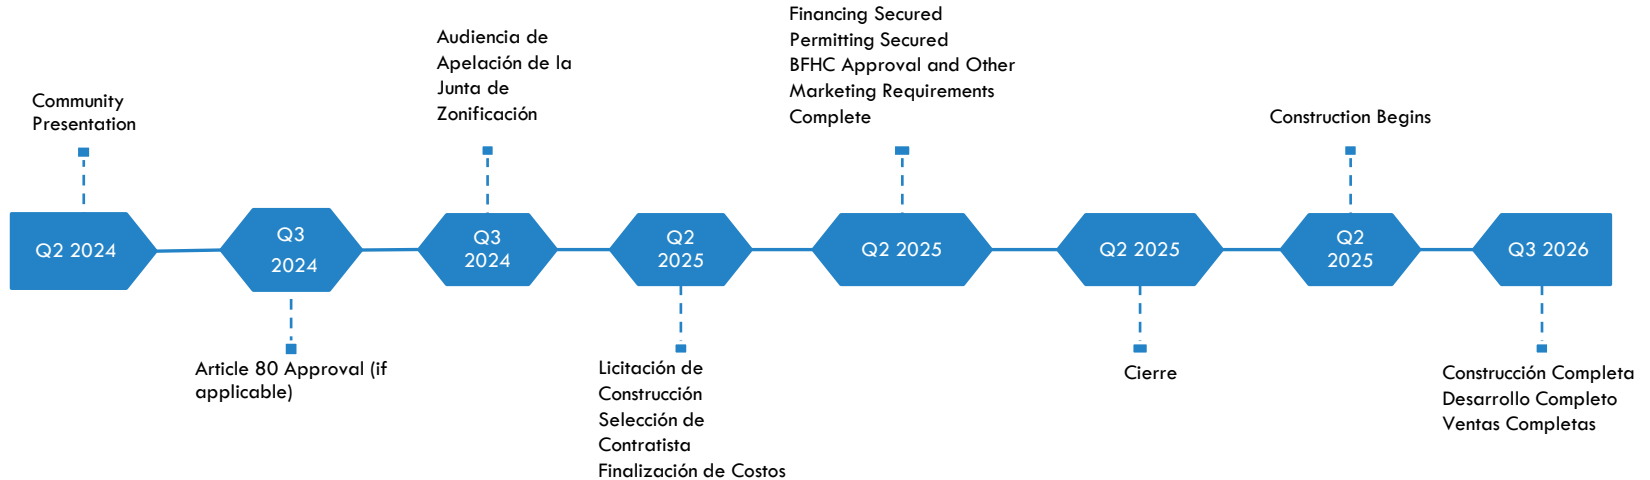 Community
Presentation
Q2 2024
Q3
2024
Article 80 Approval (if
applicable)
Audiencia de
Apelación de la
Junta de
Zonificación
Q3
2024
Q2
2025
Licitación de
Construcción
Selección de
Contratista
Finalización de Costos
Financing Secured
Permitting Secured
BFHC Approval and Other
Marketing Requirements
Complete
Q2 2025
Q2 2025
Cierre
Construction Begins
Q2
2025
Q3 2026
Construcción Completa
Desarrollo Completo
Ventas Completas